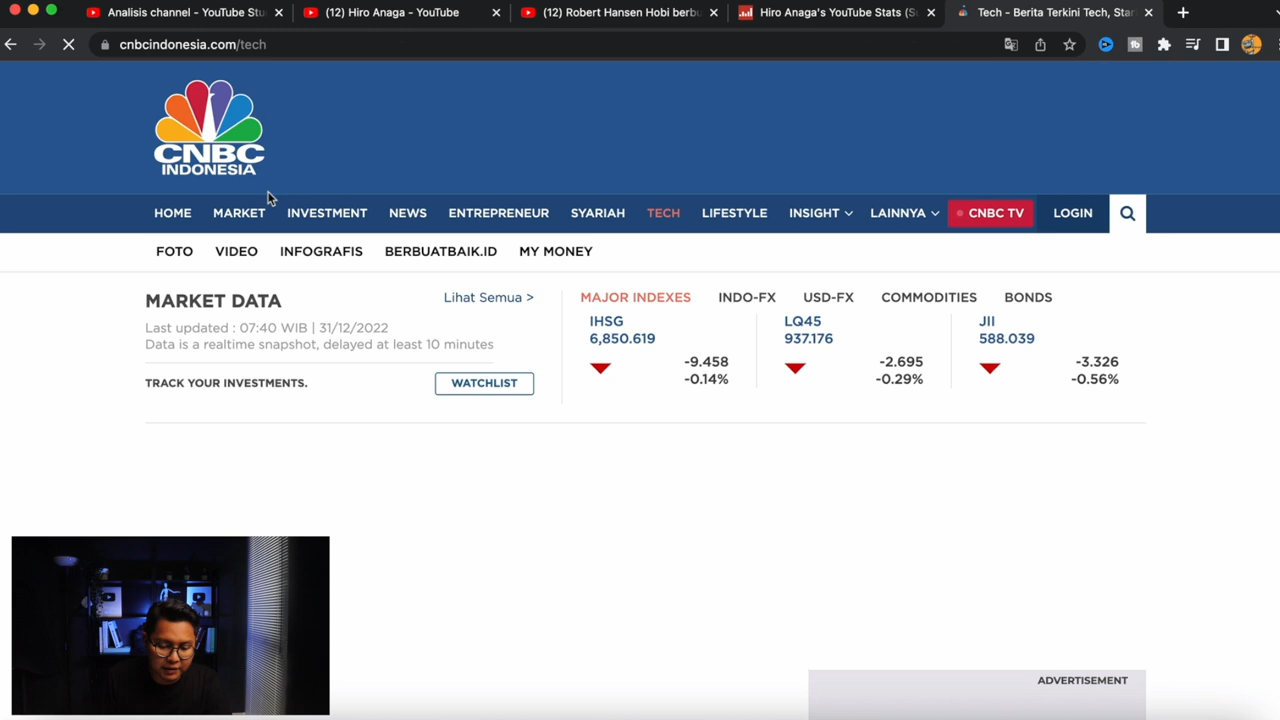 Analisis channel - YouTube Stu
(12) Hiro Anaga - YouTube
(12) Robert Hansen Hobi berbu
Hiro Anaga's YouTube Stats (S
Tech - Berita Terkini Tech, Star
cnbcindonesia.com/tech
CNBC
INDONESIA
HOME MARKET INVESTMENT NEWS ENTREPRENEUR SYARIAH TECH LIFESTYLE INSIGHT LAINNYA CNBC TV LOGIN
FOTO VIDEO INFOGRAFIS BERBUATBAIK.ID MY MONEY
MARKET DATA
Lihat Semua >
Last updated : 07:40 WIB | 31/12/2022
Data is a realtime snapshot, delayed at least 10 minutes
TRACK YOUR INVESTMENTS.
WATCHLIST
MAJOR INDEXES INDO-FX USD-FX COMMODITIES BONDS
IHSG
6,850.619
-9.458
-0.14%
LQ45
937.176
-2.695
-0.29%
JII
588.039
-3.326
-0.56%
ADVERTISEMENT